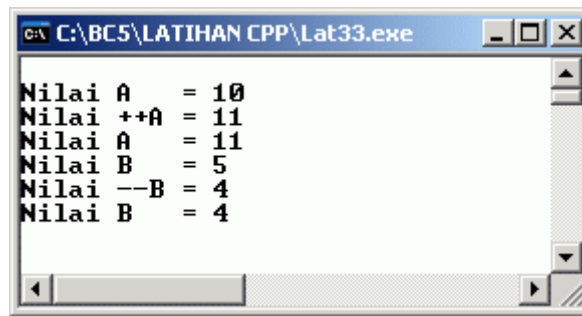 C:\BC5\LATIHAN CPP\Lat33.exe
Nilai A   = 10
Nilai ++A = 11
Nilai A   = 11
Nilai B   = 5
Nilai --B = 4
Nilai B   = 4